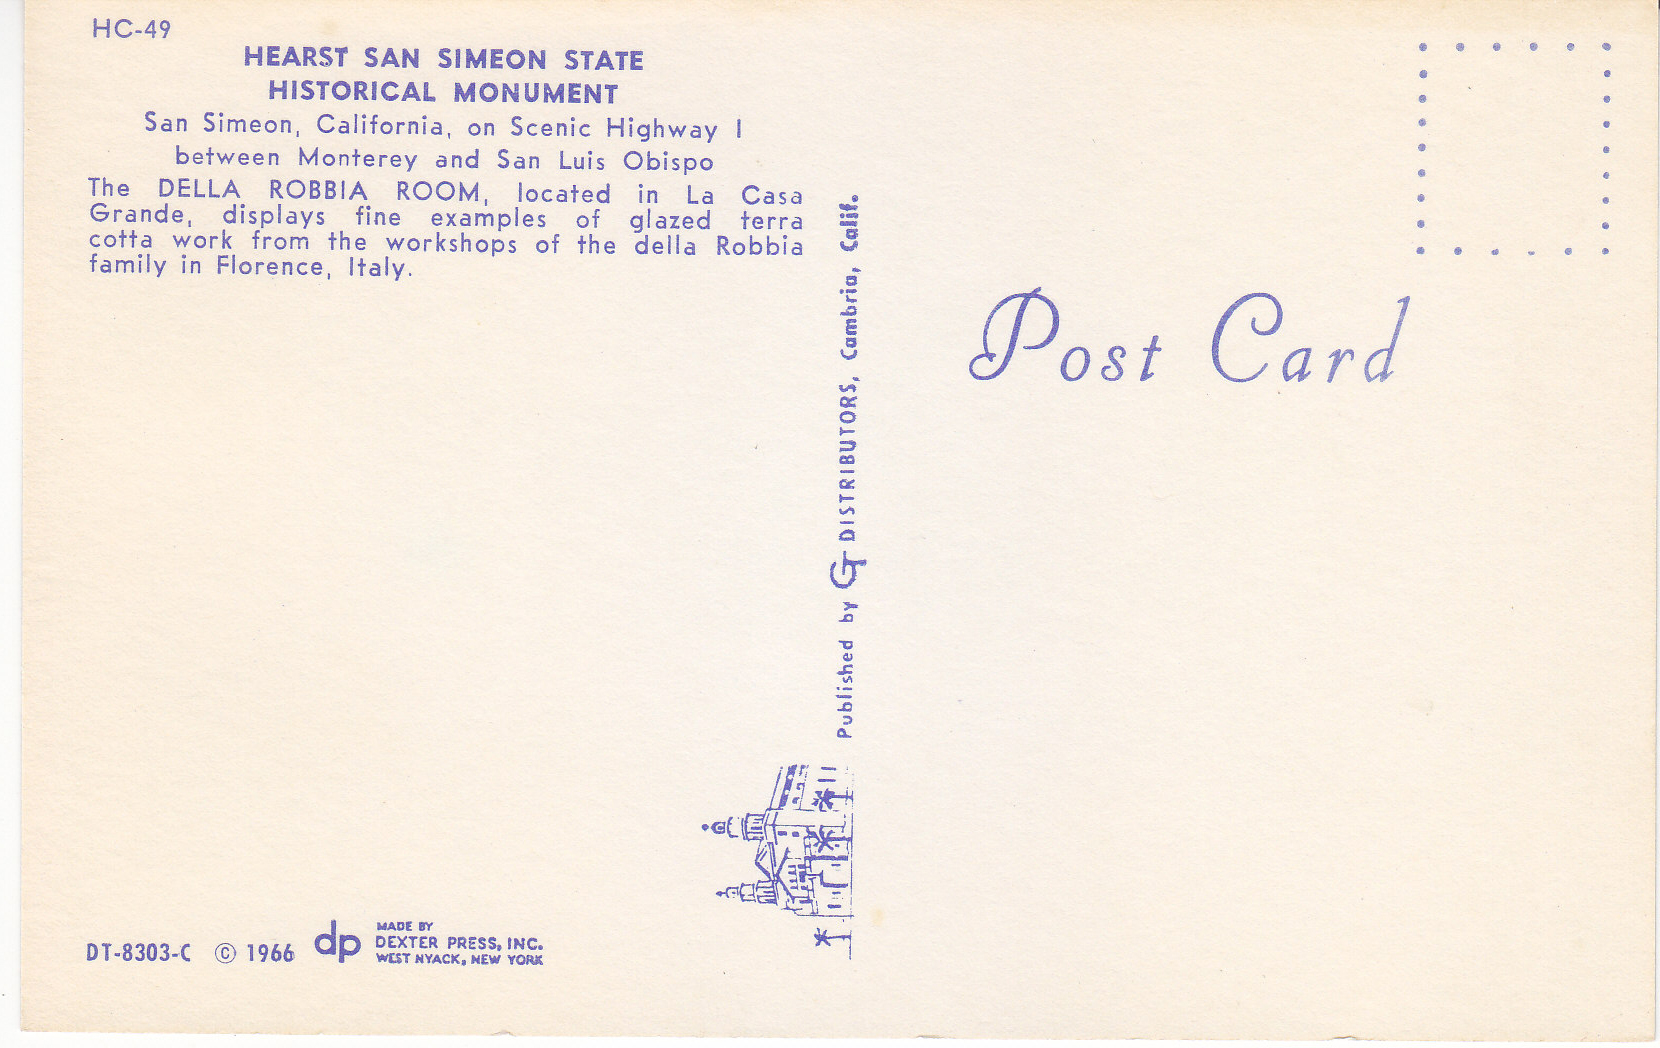 HC-49
HEARST SAN SIMEON STATE
HISTORICAL MONUMENT
San Simeon, California, on Scenic Highway 1
between Monterey and San Luis Obispo
The DELLA ROBBIA ROOM, located in La Casa
Grande, displays fine examples of glazed terra
cotta work from the workshops of the della Robbia
family in Florence, Italy.
Published by GT DISTRIBUTORS, Cambria, Calif.
Post Card
DT-8303-C © 1966
dp
MADE BY
DEXTER PRESS, INC.
WEST NYACK, NEW YORK